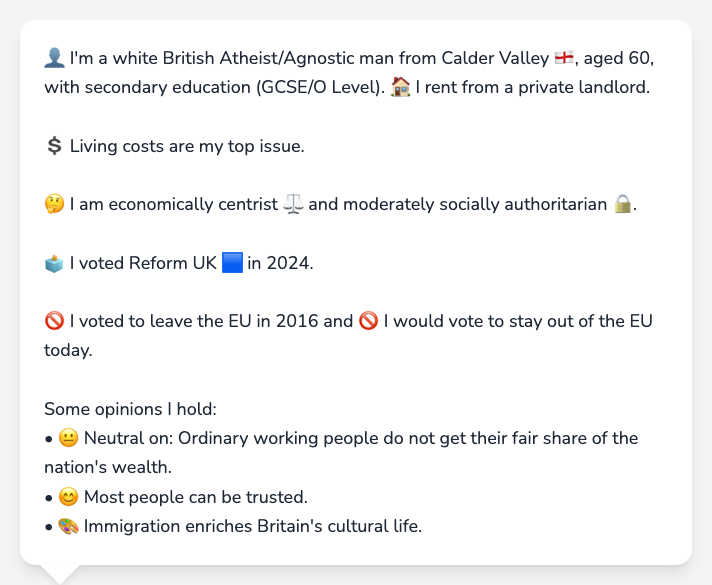 👤 I'm a white British Atheist/Agnostic man from Calder Valley 🏴󠁧󠁢󠁥󠁮󠁧󠁿, aged 60,
with secondary education (GCSE/O Level). 🏠 I rent from a private landlord.
💲 Living costs are my top issue.
🤔 I am economically centrist ⚖️ and moderately socially authoritarian 🔒.
🗳️ I voted Reform UK 🟦 in 2024.
🚫 I voted to leave the EU in 2016 and 🚫 I would vote to stay out of the EU
today.
Some opinions I hold:
• 😐 Neutral on: Ordinary working people do not get their fair share of the
nation's wealth.
• 😊 Most people can be trusted.
• 🎨 Immigration enriches Britain's cultural life.